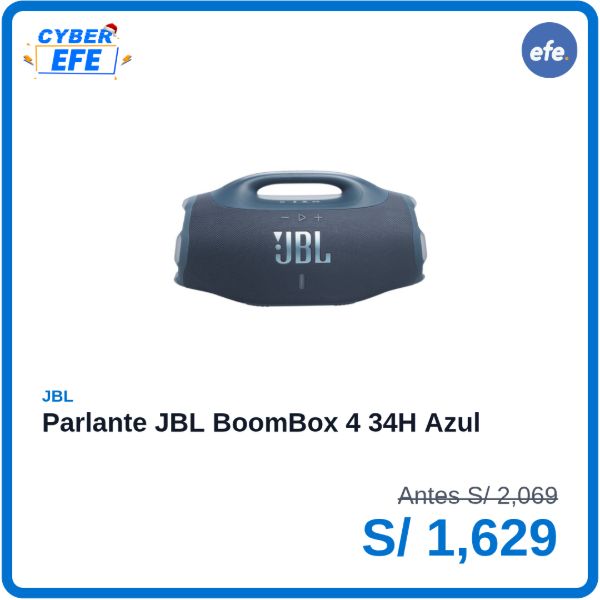 CYBER
EFE
efe.
JBL
JBL
Parlante JBL BoomBox 4 34H Azul
Antes S/ 2,069
S/ 1,629